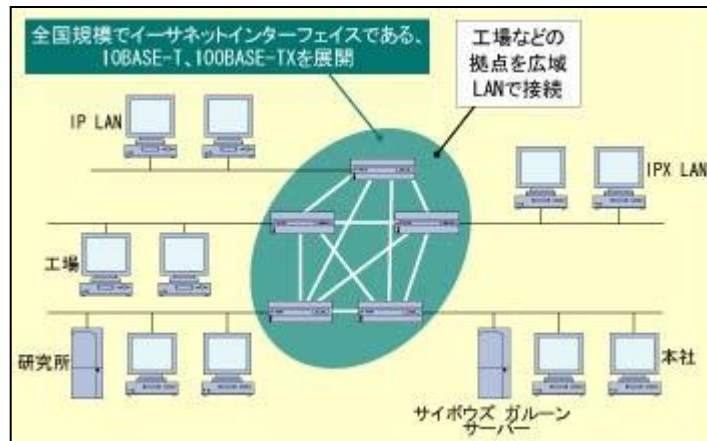 全国規模でイーサネットインターフェイスである、
10BASE-T、100BASE-TXを展開
工場などの
拠点を広域
LANで接続
IP LAN
IPX LAN
工場
研究所
本社
サイボウズ ガルーン
サーバー